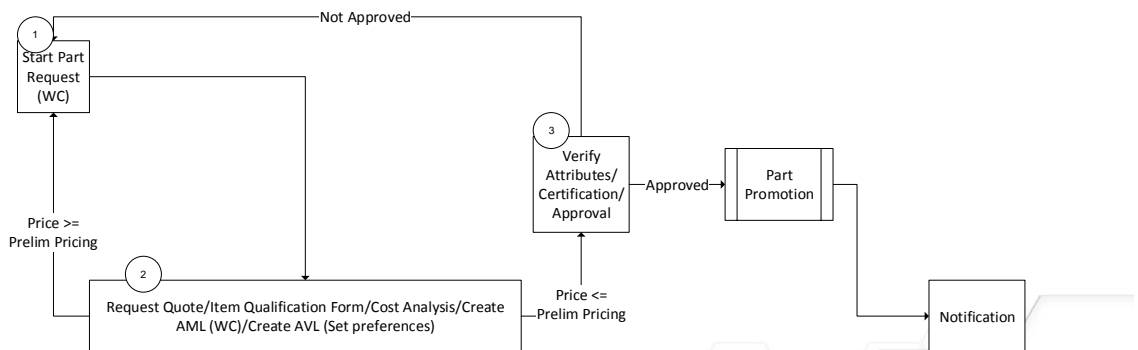 Not Approved
1
Start Part
Request
(WC)
3
Verify
Attributes/
Certification/
Approval
Approved
Part
Promotion
Price >=
Prelim Pricing
2
Request Quote/Item Qualification Form/Cost Analysis/Create
AML (WC)/Create AVL (Set preferences)
Price <=
Prelim Pricing
Notification